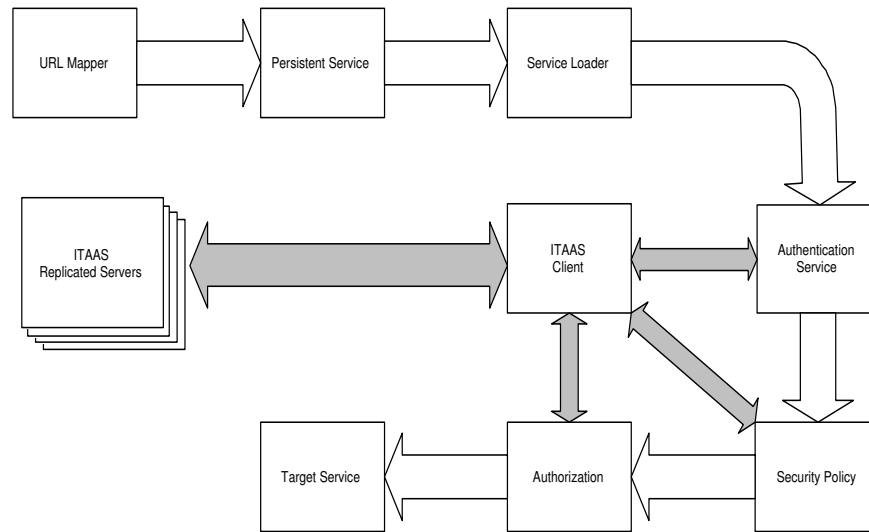 URL Mapper
Persistent Service
Service Loader
ITAAS
Replicated Servers
ITAAS
Client
Authentication
Service
Target Service
Authorization
Security Policy